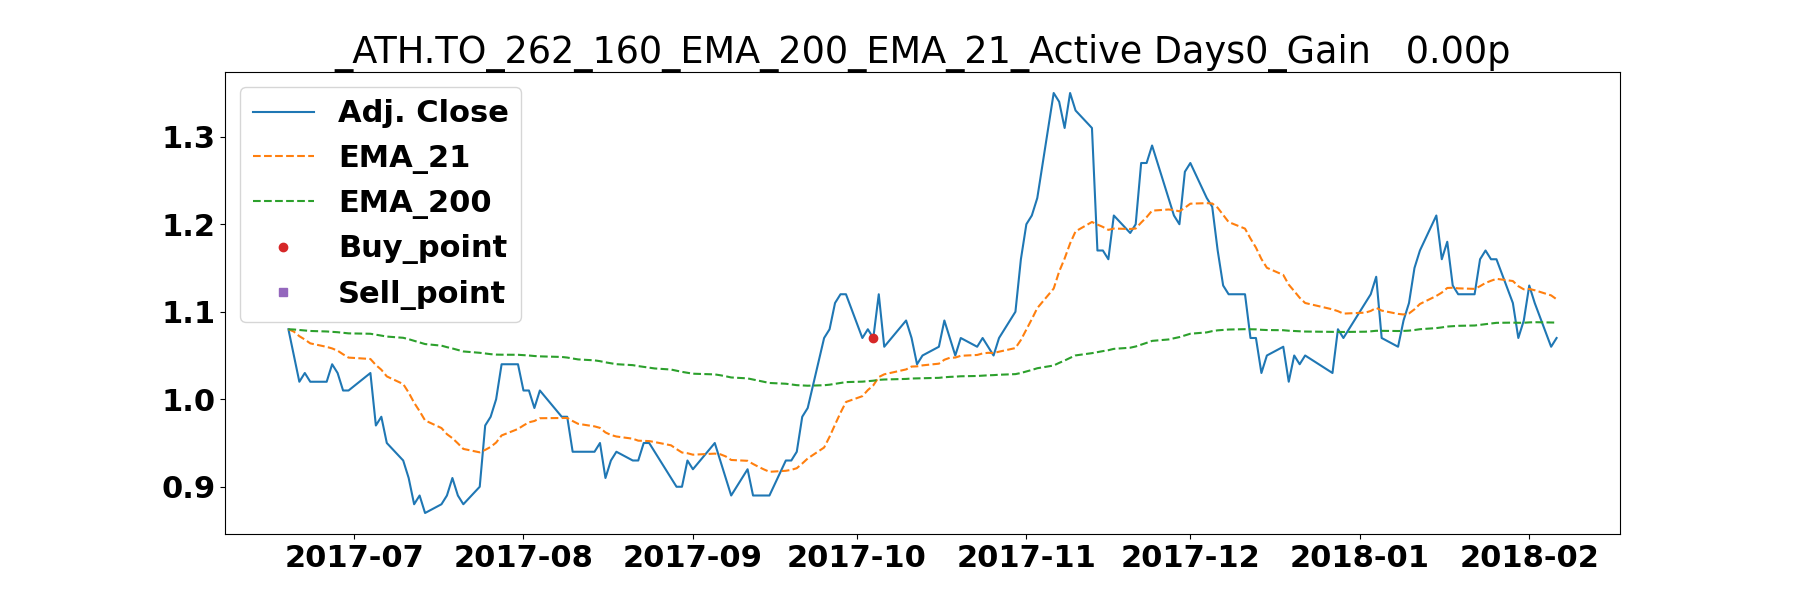 _ATH.TO_262_160_EMA_200_EMA_21_Active Days0_Gain   0.00p
Adj. Close
EMA_21
EMA_200
Buy_point
Sell_point
1.3
1.2
1.1
1.0
0.9
2017-07 2017-08 2017-09 2017-10 2017-11 2017-12 2018-01 2018-02